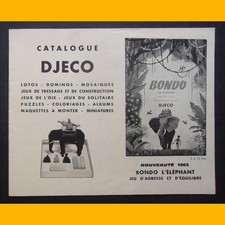 CATALOGUE
DJECO
LOTOS - DOMINOS - MOSAIQUES
JEUX DE TRESSAGE ET DE CONSTRUCTION
JEUX DE L'OIE - JEUX DU SOLITAIRE
PUZZLES - COLORIAGES - ALBUMS
MAQUETTES A MONTER - MINIATURES
BONDO
DJECO
NOUVEAUTÉ 1962
BONDO L'ÉLÉPHANT
JEU D'ADRESSE ET D'ÉQUILIBRE